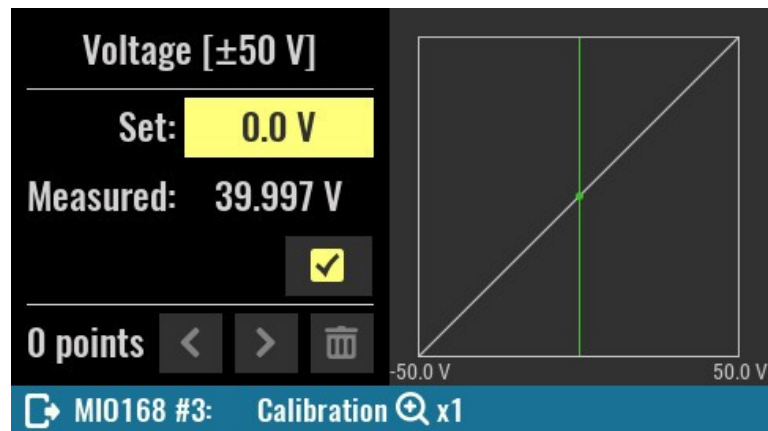 Voltage [±50 V]
Set: 0.0 V
Measured: 39.997 V
0 points
-50.0 V 50.0 V
MIO168 #3: Calibration x1